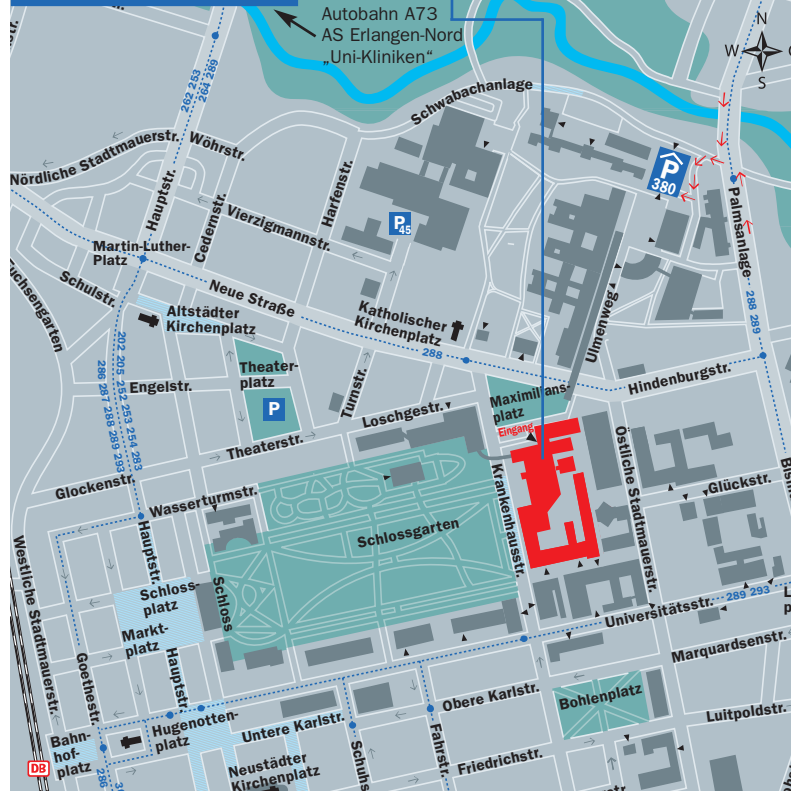 Autobahn A73
AS Erlangen-Nord
„Uni-Kliniken“
N
W
S
262 253
264 289
Schwabachanlage
Nördliche Stadtmauerstr.
Wöhrstr.
Hauptstr.
Cedernstr.
Vierzigmannstr.
Harfenstr.
P
45
P
380
Palmsanlage
288 289
Martin-Luther-
Platz
Schulstr.
Neue Straße
Altstädter
Kirchenplatz
Katholischer
Kirchenplatz
288
Ulmenweg
Hindenburgstr.
202 205 252 253 254 283
286 287 288 289 293
Engelstr.
Theater-
platz
P
Turnstr.
Loschgestr.
Maximilians-
platz
Eingang
Theaterstr.
Glockenstr.
Wasserturmstr.
Krankenhausstr.
Östliche Stadtmauerstr.
Glückstr.
Schlossgarten
Hauptstr.
Westliche Stadtmauerstr.
Schloss-
platz
Schloss
Markt-
platz
Universitätsstr.
289 293
Goethestr.
Hauptstr.
Marquardsenstr.
Bohlenplatz
Obere Karlstr.
Luitpoldstr.
Hugenotten-
platz
Untere Karlstr.
Bahn-
hof-
platz
DB
286
Fahrstr.
Friedrichstr.
Neustädter
Kirchenplatz